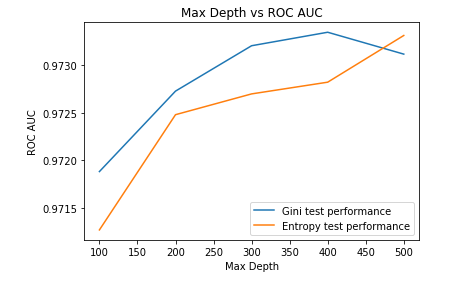 Max Depth vs ROC AUC
ROC AUC
0.9730
0.9725
0.9720
0.9715
Gini test performance
Entropy test performance
100 150 200 250 300 350 400 450 500
Max Depth